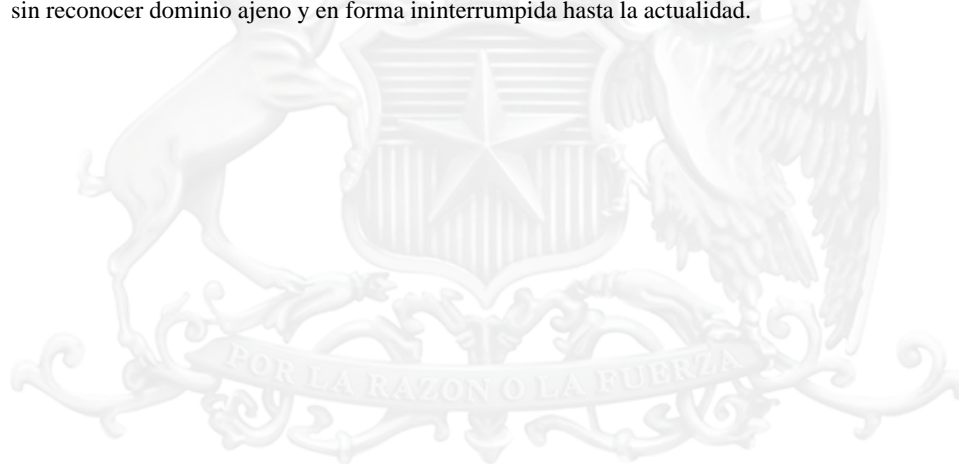 sin reconocer dominio ajeno y en forma ininterrumpida hasta la actualidad.
POR LA RAZON O LA FUERZA